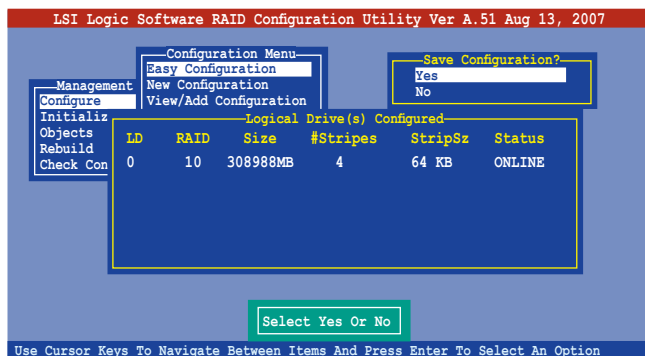 LSI Logic Software RAID Configuration Utility Ver A.51 Aug 13, 2007
Configuration Menu
Easy Configuration
New Configuration
View/Add Configuration
Save Configuration?
Yes
No
Management
Configure
Initializ
Objects
Rebuild
Check Con
Logical Drive(s) Configured
LD RAID Size #Stripes StripSz Status
0 10 308988MB 4 64 KB ONLINE
Select Yes Or No
Use Cursor Keys To Navigate Between Items And Press Enter To Select An Option